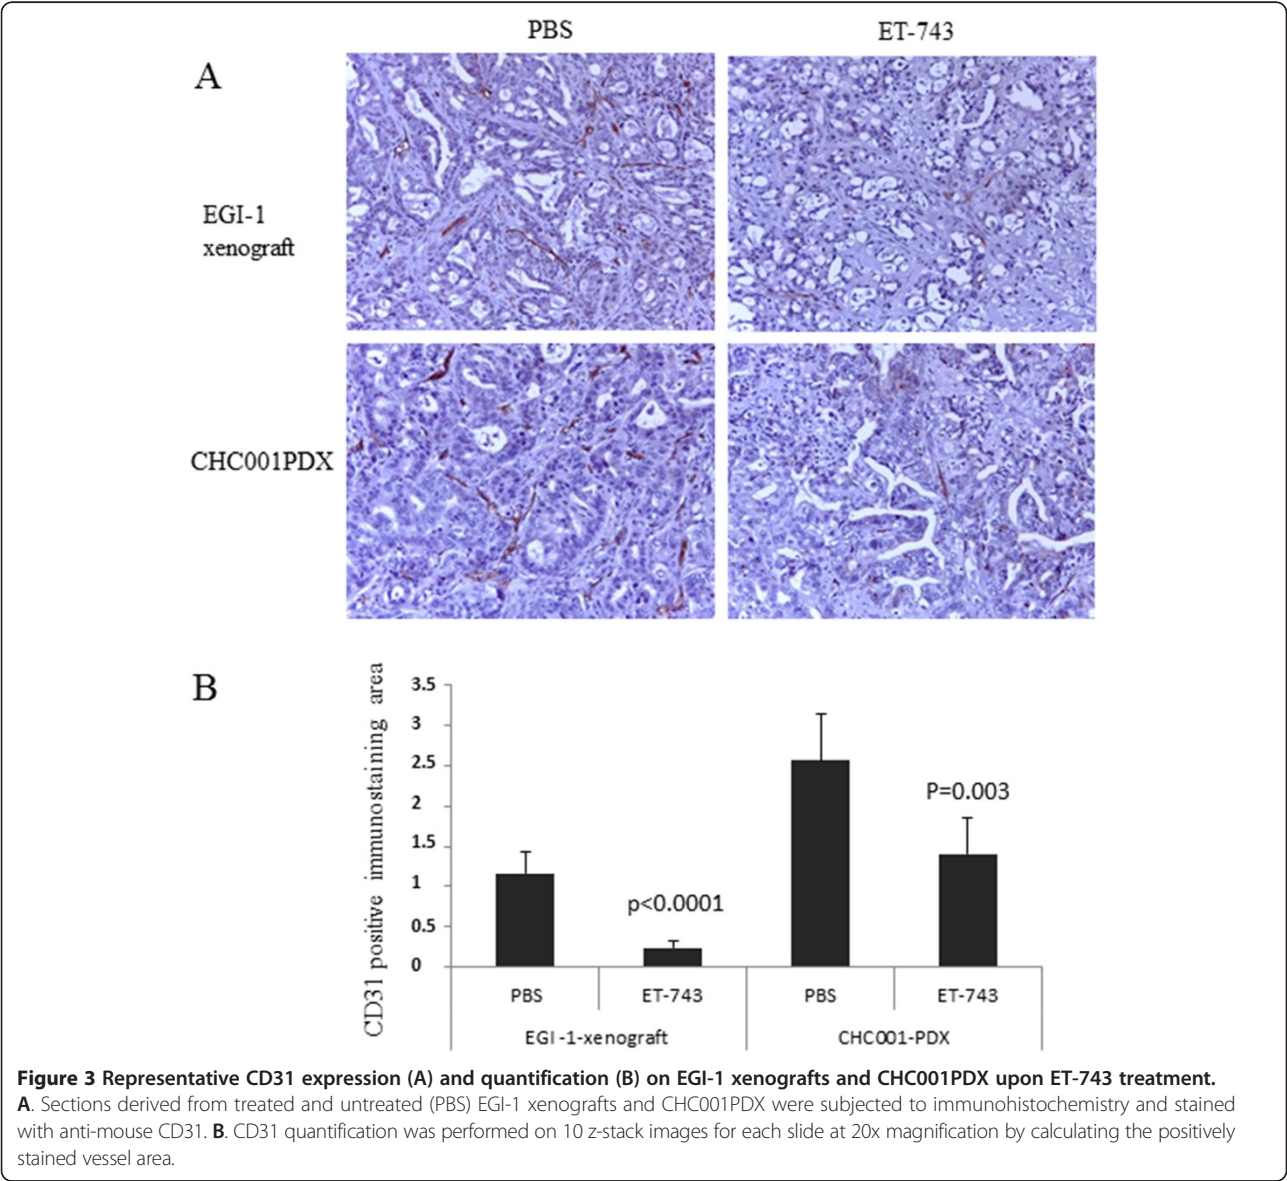 PBS
ET-743
A
EGI-1
xenograft
CHC001PDX
B
CD31 positive immunostaining area
3.5
3
2.5
2
1.5
1
0.5
0
p<0.0001
P=0.003
PBS
ET-743
PBS
ET-743
EGI-1-xenograft
CHC001-PDX
Figure 3 Representative CD31 expression (A) and quantification (B) on EGI-1 xenografts and CHC001PDX upon ET-743 treatment.
A. Sections derived from treated and untreated (PBS) EGI-1 xenografts and CHC001PDX were subjected to immunohistochemistry and stained
with anti-mouse CD31. B. CD31 quantification was performed on 10 z-stack images for each slide at 20x magnification by calculating the positively
stained vessel area.